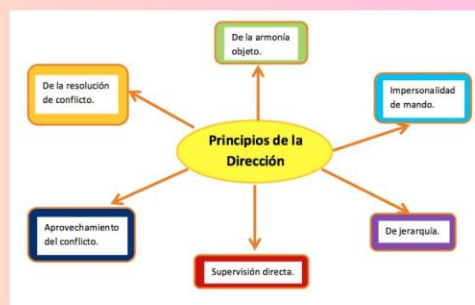 De la armonía
objeto.
De la resolución
de conflicto.
Impersonalidad
de mando.
Principios de la
Dirección
Aprovechamiento
del conflicto.
De jerarquía.
Supervisión directa.